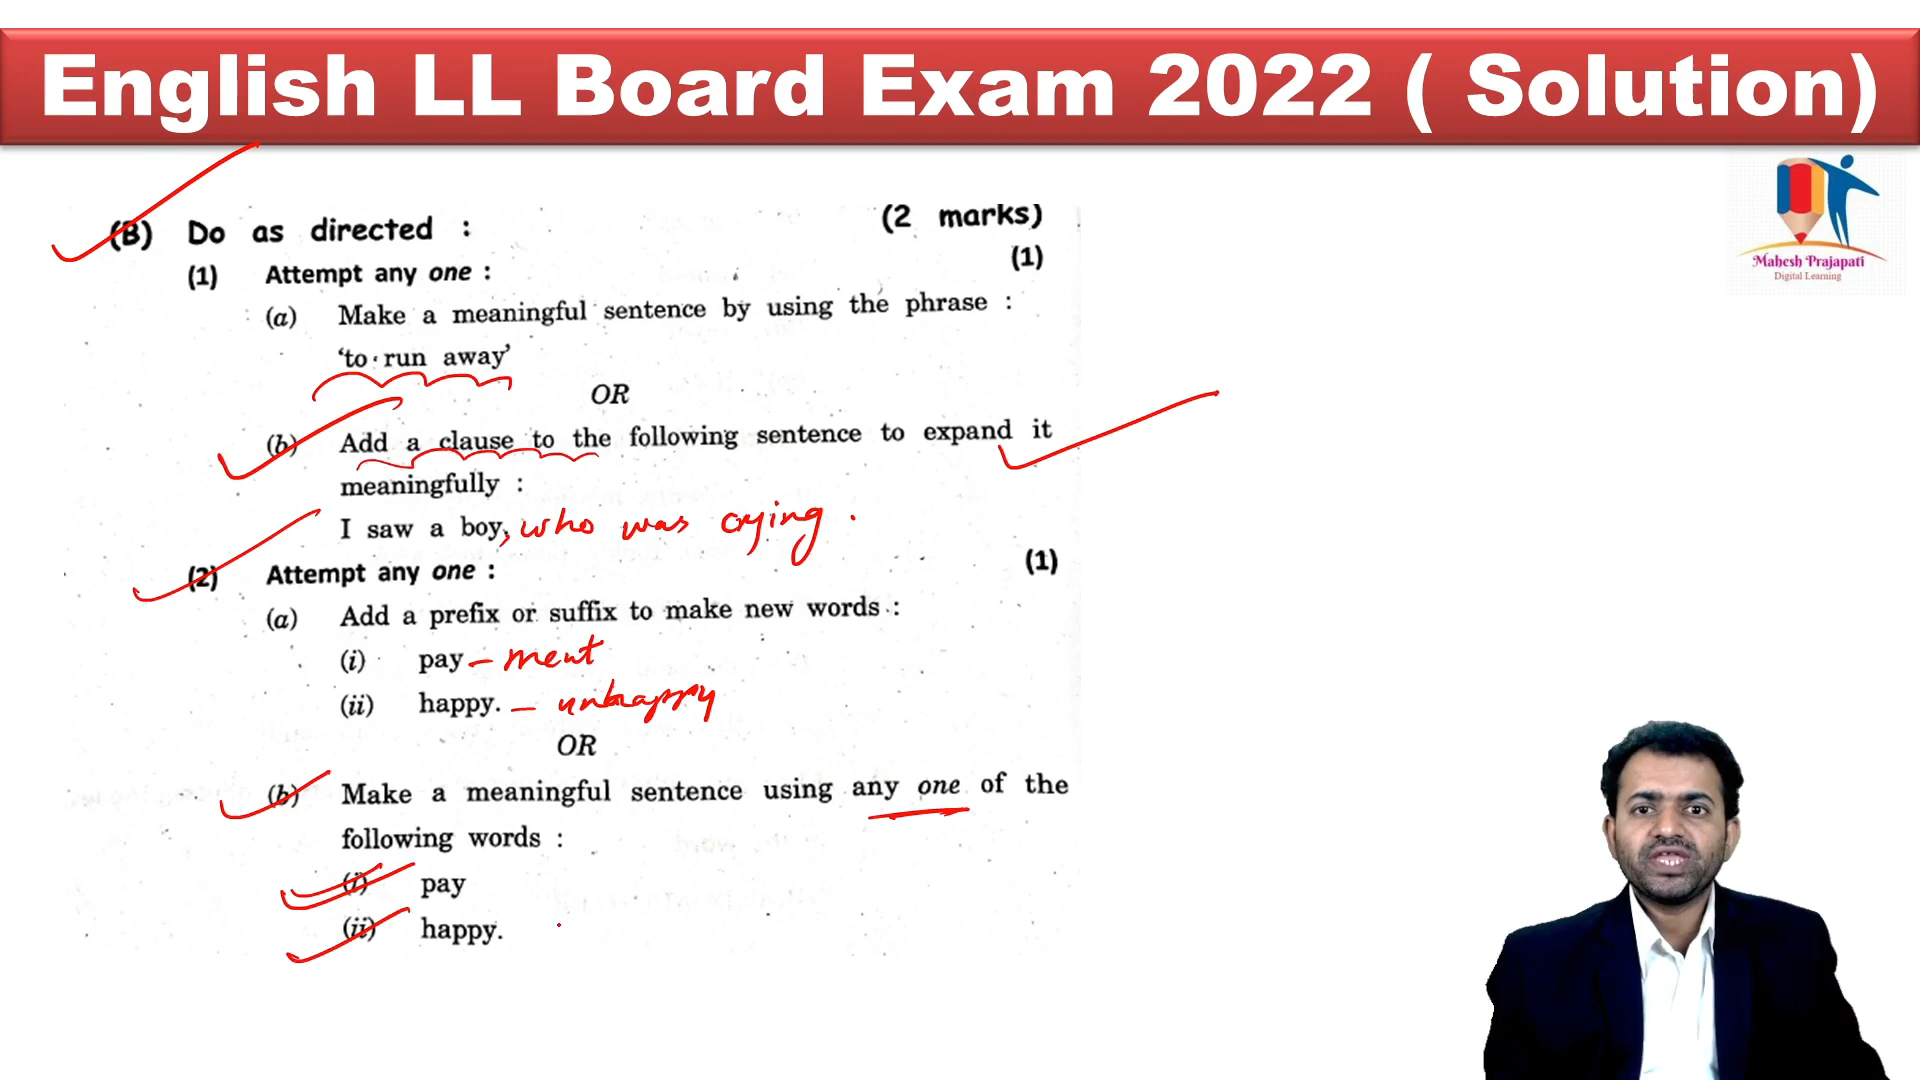 English LL Board Exam 2022 ( Solution)
Mahesh Prajapati
Digital Learning
(B) Do as directed : (2 marks)
(1) Attempt any one : (1)
(a) Make a meaningful sentence by using the phrase :
‘to run away’
OR
(b) Add a clause to the following sentence to expand it
meaningfully :
I saw a boy, who was crying .
(2) Attempt any one : (1)
(a) Add a prefix or suffix to make new words :
(i) pay – ment
(ii) happy. – unhappy
OR
(b) Make a meaningful sentence using any one of the
following words :
(i) pay
(ii) happy.